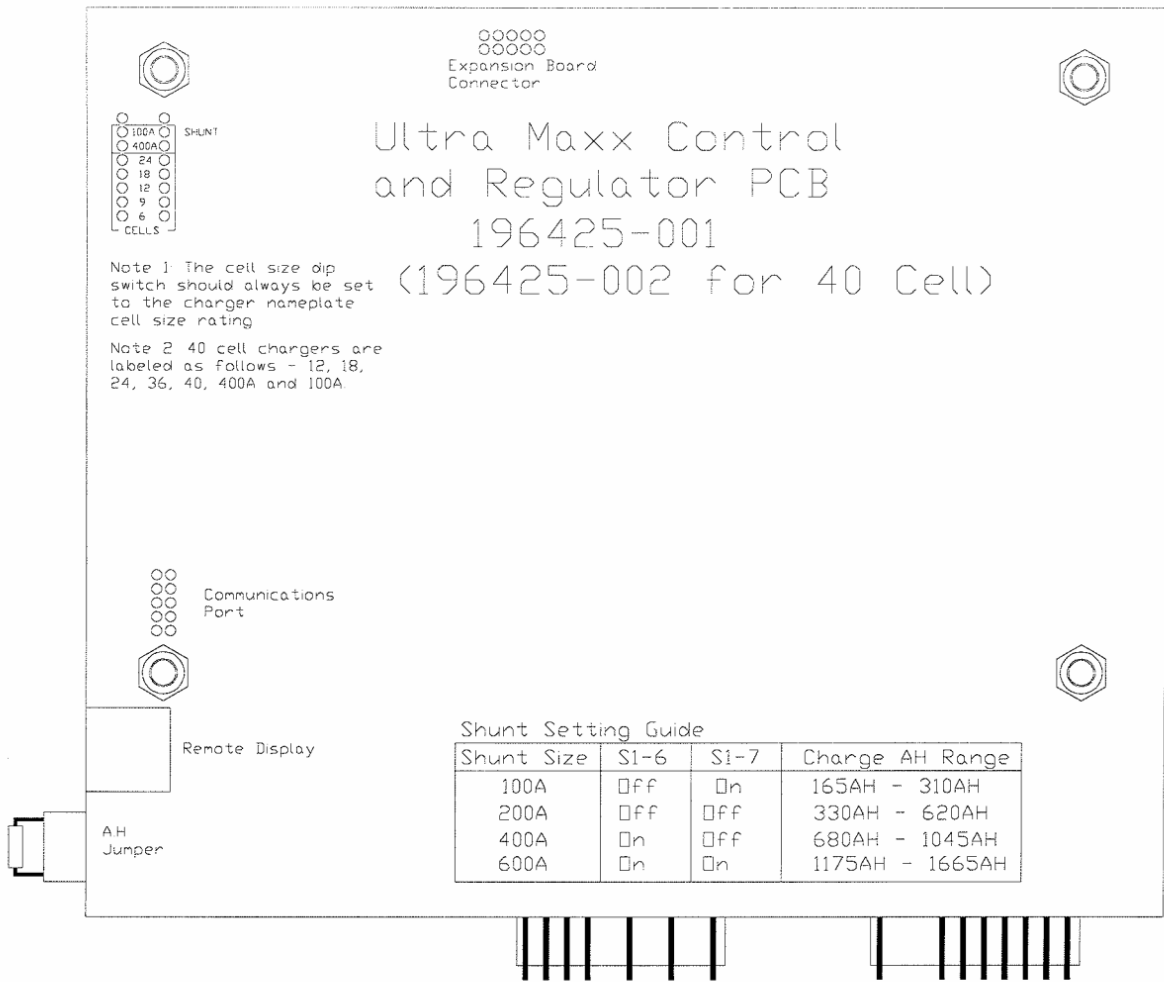 Expansion Board
Connector
100A
SHUNT
400A
24
18
12
9
6
CELLS
Ultra Maxx Control
and Regulator PCB
196425-001
(196425-002 for 40 Cell)
Note 1: The cell size dip
switch should always be set
to the charger nameplate
cell size rating
Note 2 40 cell chargers are
labeled as follows - 12, 18,
24, 36, 40, 400A and 100A.
Communications
Port
Remote Display
A.H
Jumper
Shunt Setting Guide
Shunt Size S1-6 S1-7 Charge AH Range
100A Off On 165AH - 310AH
200A Off Off 330AH - 620AH
400A On Off 680AH - 1045AH
600A On On 1175AH - 1665AH